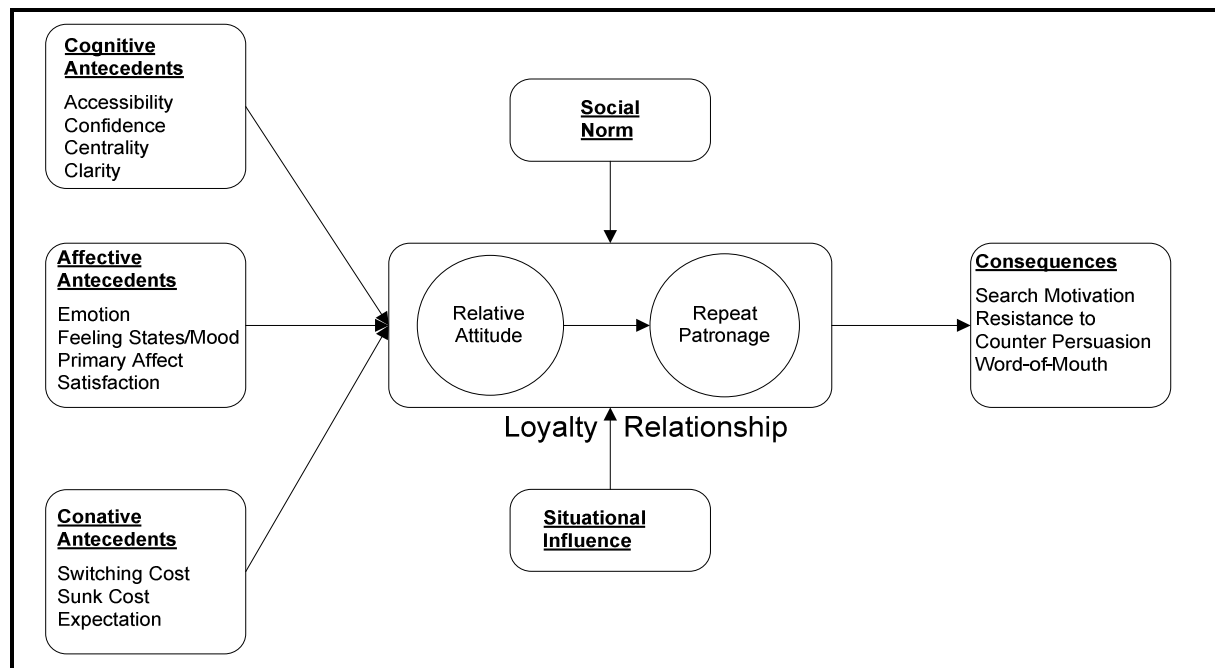 Cognitive
Antecedents
Accessibility
Confidence
Centrality
Clarity
Social
Norm
Affective
Antecedents
Emotion
Feeling States/Mood
Primary Affect
Satisfaction
Relative
Attitude
Repeat
Patronage
Consequences
Search Motivation
Resistance to
Counter Persuasion
Word-of-Mouth
Loyalty Relationship
Conative
Antecedents
Switching Cost
Sunk Cost
Expectation
Situational
Influence